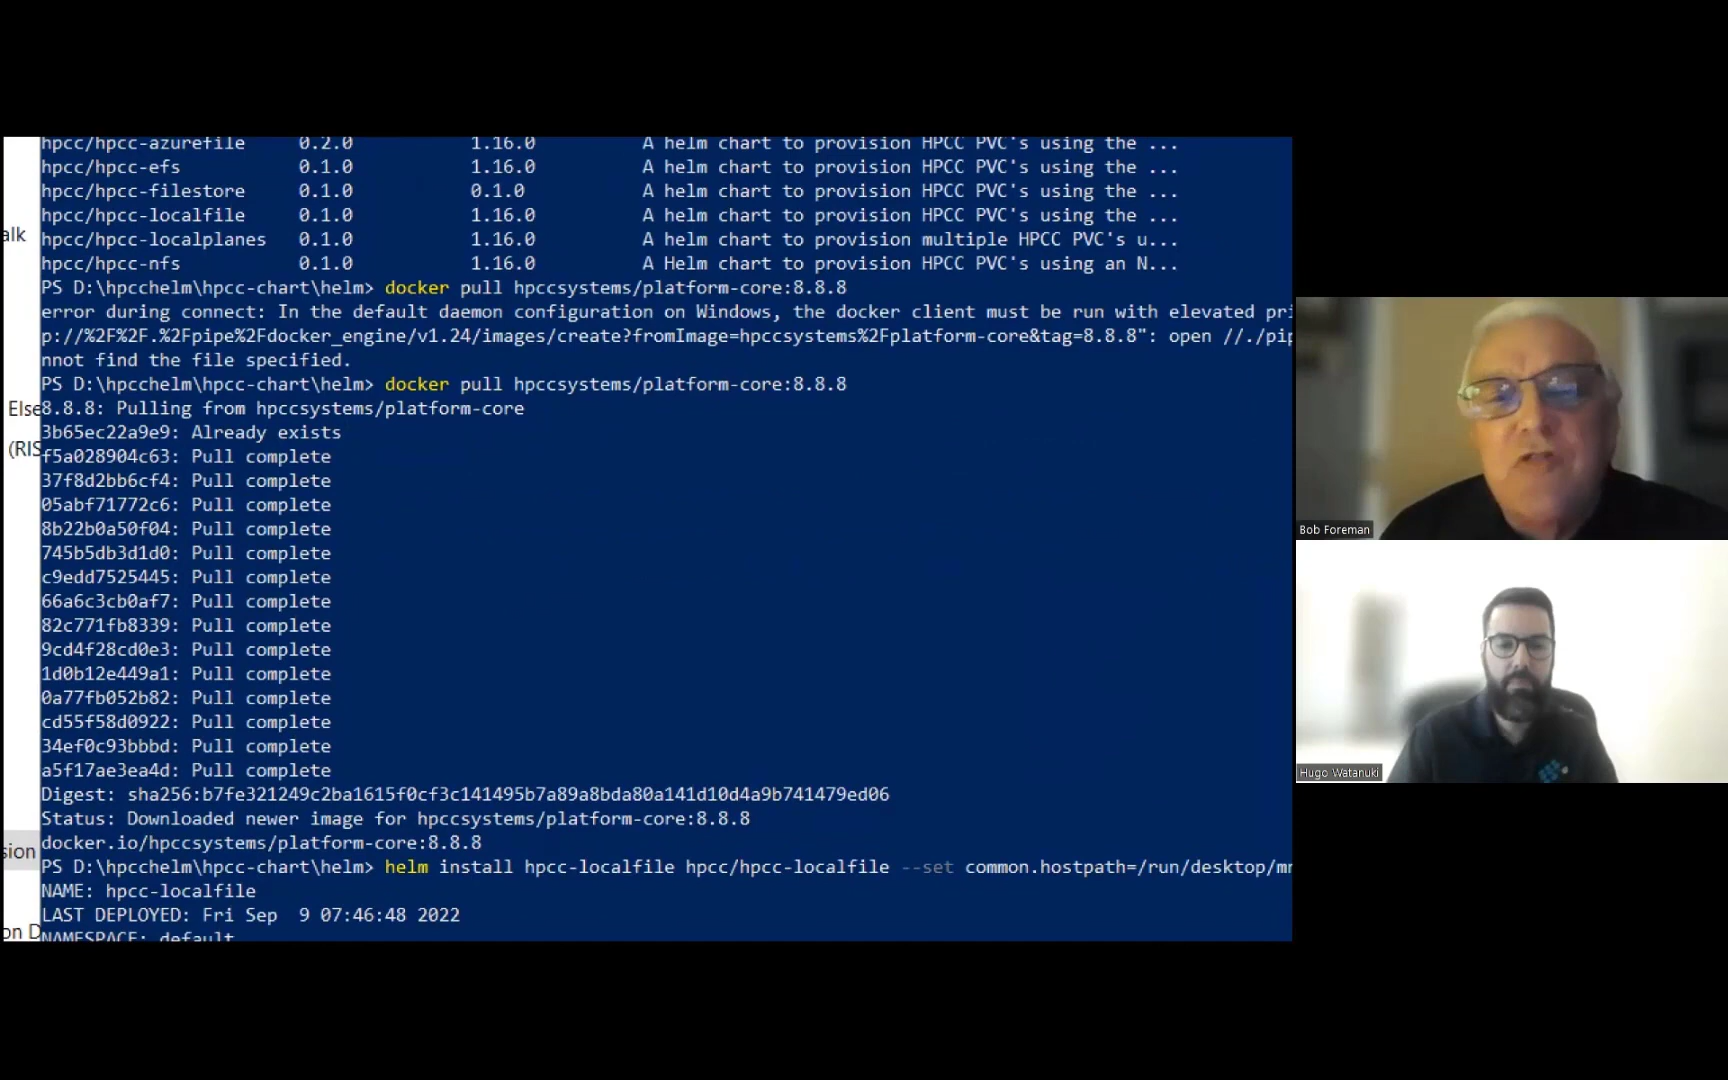 hpcc/hpcc-azurefile 0.2.0 1.16.0 A helm chart to provision HPCC PVC's using the ...
hpcc/hpcc-efs 0.1.0 1.16.0 A helm chart to provision HPCC PVC's using the ...
hpcc/hpcc-filestore 0.1.0 0.1.0 A helm chart to provision HPCC PVC's using the ...
hpcc/hpcc-localfile 0.1.0 1.16.0 A helm chart to provision HPCC PVC's using the ...
hpcc/hpcc-localplanes 0.1.0 1.16.0 A helm chart to provision multiple HPCC PVC's u...
hpcc/hpcc-nfs 0.1.0 1.16.0 A Helm chart to provision HPCC PVC's using an N...
PS D:\hpcchelm\hpcc-chart\helm> docker pull hpccsystems/platform-core:8.8.8
error during connect: In the default daemon configuration on Windows, the docker client must be run with elevated pri
p://%2F%2F.%2Fpipe%2Fdocker_engine/v1.24/images/create?fromImage=hpccsystems%2Fplatform-core&tag=8.8.8": open //./pip
nnot find the file specified.
PS D:\hpcchelm\hpcc-chart\helm> docker pull hpccsystems/platform-core:8.8.8
8.8.8: Pulling from hpccsystems/platform-core
3b65ec22a9e9: Already exists
f5a028904c63: Pull complete
37f8d2bb6cf4: Pull complete
05abf71772c6: Pull complete
8b22b0a50f04: Pull complete
745b5db3d1d0: Pull complete
c9edd7525445: Pull complete
66a6c3cb0af7: Pull complete
82c771fb8339: Pull complete
9cd4f28cd0e3: Pull complete
1d0b12e449a1: Pull complete
0a77fb052b82: Pull complete
cd55f58d0922: Pull complete
34ef0c93bbbd: Pull complete
a5f17ae3ea4d: Pull complete
Digest: sha256:b7fe321249c2ba1615f0cf3c141495b7a89a8bda80a141d10d4a9b741479ed06
Status: Downloaded newer image for hpccsystems/platform-core:8.8.8
docker.io/hpccsystems/platform-core:8.8.8
PS D:\hpcchelm\hpcc-chart\helm> helm install hpcc-localfile hpcc/hpcc-localfile --set common.hostpath=/run/desktop/mn
NAME: hpcc-localfile
LAST DEPLOYED: Fri Sep  9 07:46:48 2022
NAMESPACE: default
alk
Else
(RIS
sion
on D
Bob Foreman
Hugo Watanuki